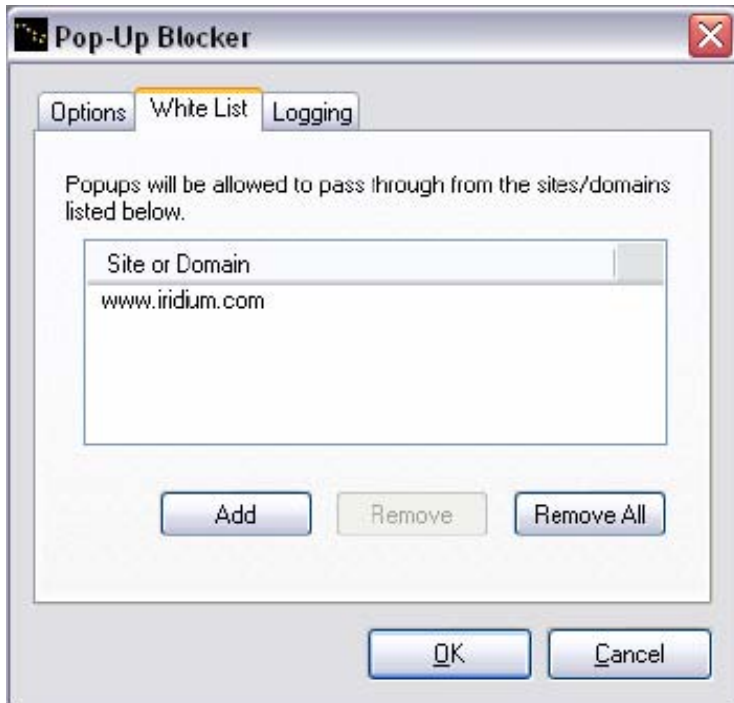 Pop-Up Blocker
Options White List Logging
Popups will be allowed to pass through from the sites/domains
listed below.
Site or Domain
www.iridium.com
Add Remove Remove All
OK Cancel